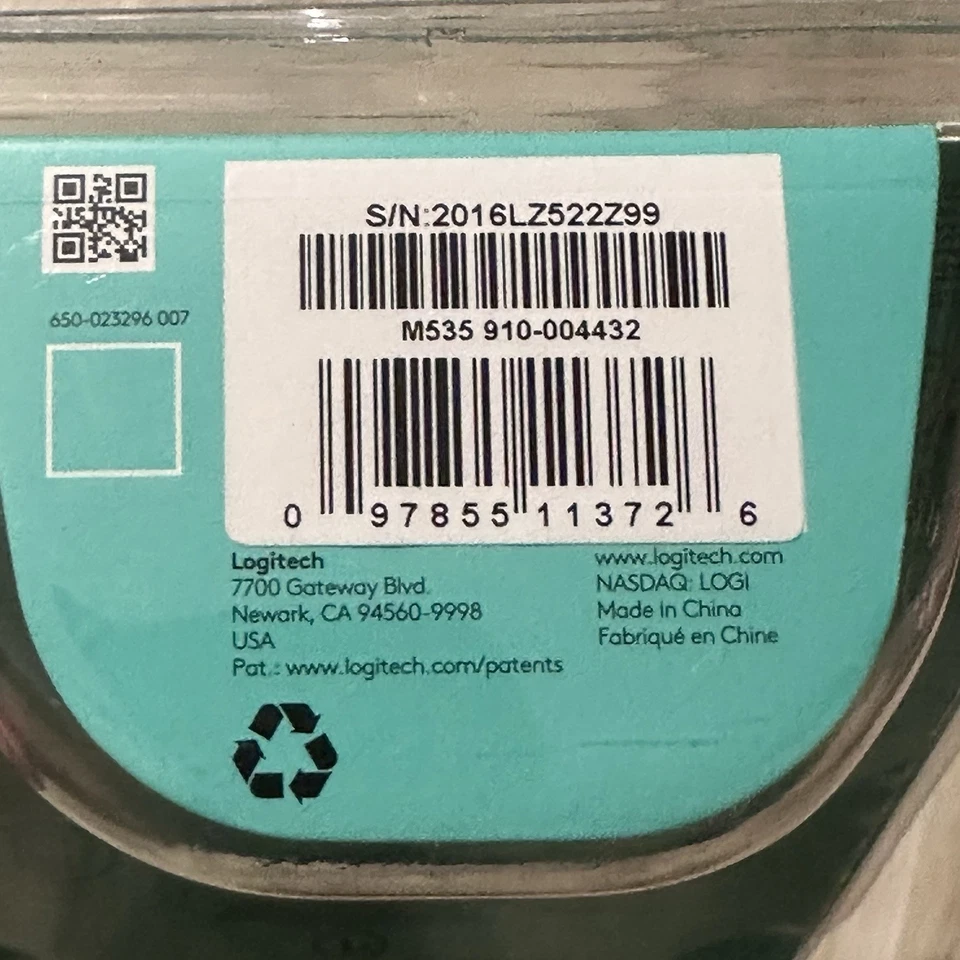 S/N:2016LZ522Z99
650-023296 007
M535 910-004432
0 97855 11372 6
Logitech
7700 Gateway Blvd.
Newark, CA 94560-9998
USA
Pat.: www.logitech.com/patents
www.logitech.com
NASDAQ: LOGI
Made in China
Fabriqué en Chine